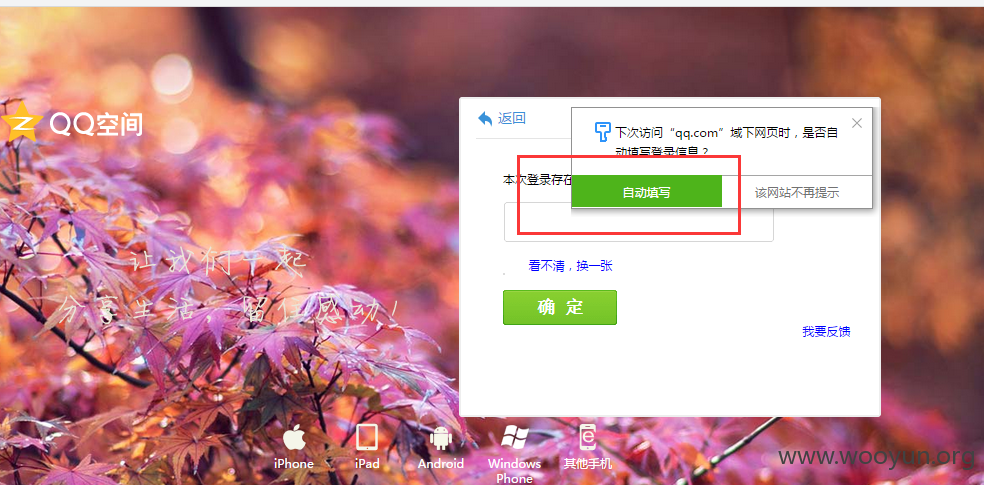 QQ空间
返回
下次访问“qq.com”域下网页时，是否自
动填写登录信息？
本次登录存在
自动填写
该网站不再提示
看不清，换一张
让我们一起
分享生活 留住感动！
确 定
我要反馈
iPhone
iPad
Android
Windows
Phone
其他手机
www.wooyun.org